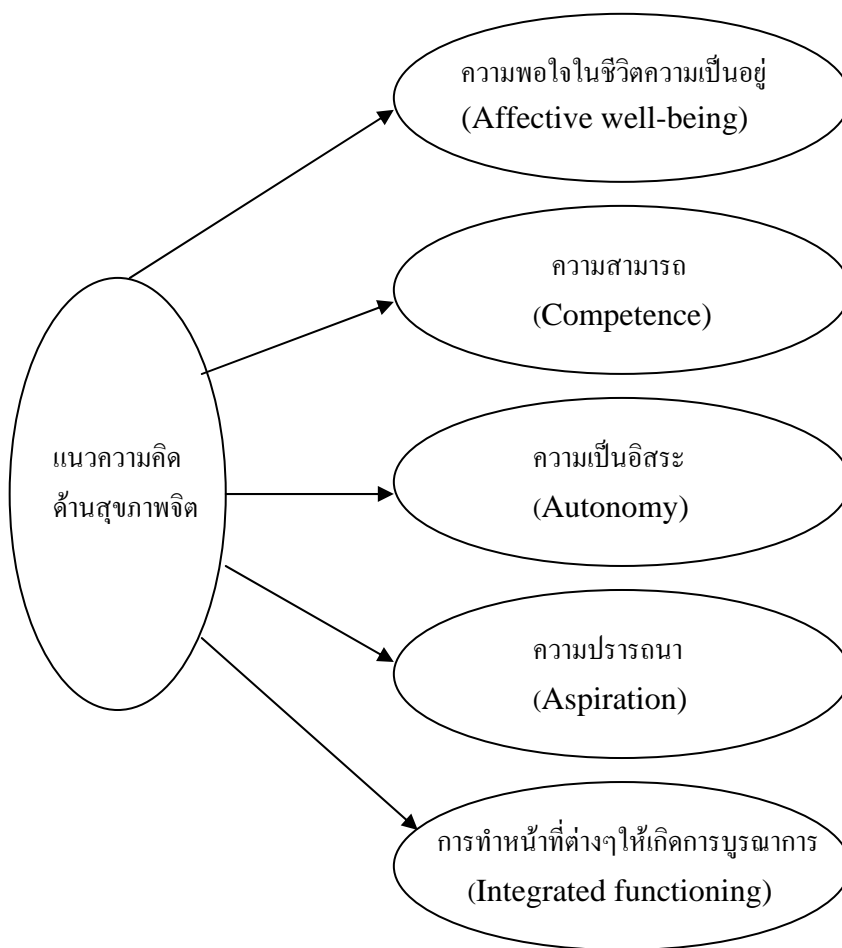 ความพอใจในชีวิตความเป็นอยู่
(Affective well-being)
ความสามารถ
(Competence)
แนวความคิด
ด้านสุขภาพจิต
ความเป็นอิสระ
(Autonomy)
ความปรารถนา
(Aspiration)
การทำหน้าที่ต่างๆให้เกิดการบูรณาการ
(Integrated functioning)